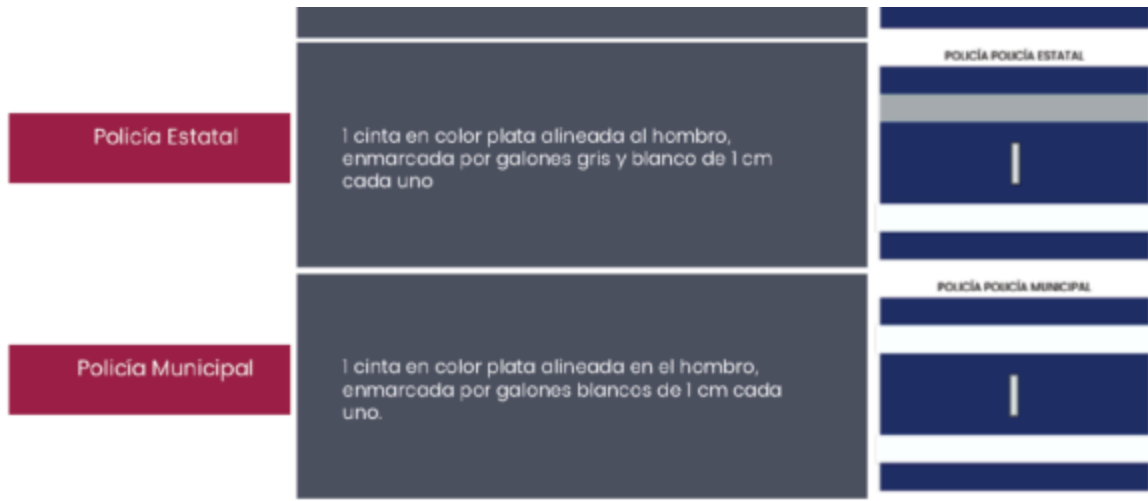 POLICÍA POLICÍA ESTATAL
Policía Estatal
1 cinta en color plata alineada al hombro,
enmarcada por galones gris y blanco de 1 cm
cada uno
POLICÍA POLICÍA MUNICIPAL
Policía Municipal
1 cinta en color plata alineada en el hombro,
enmarcada por galones blancos de 1 cm cada
uno.